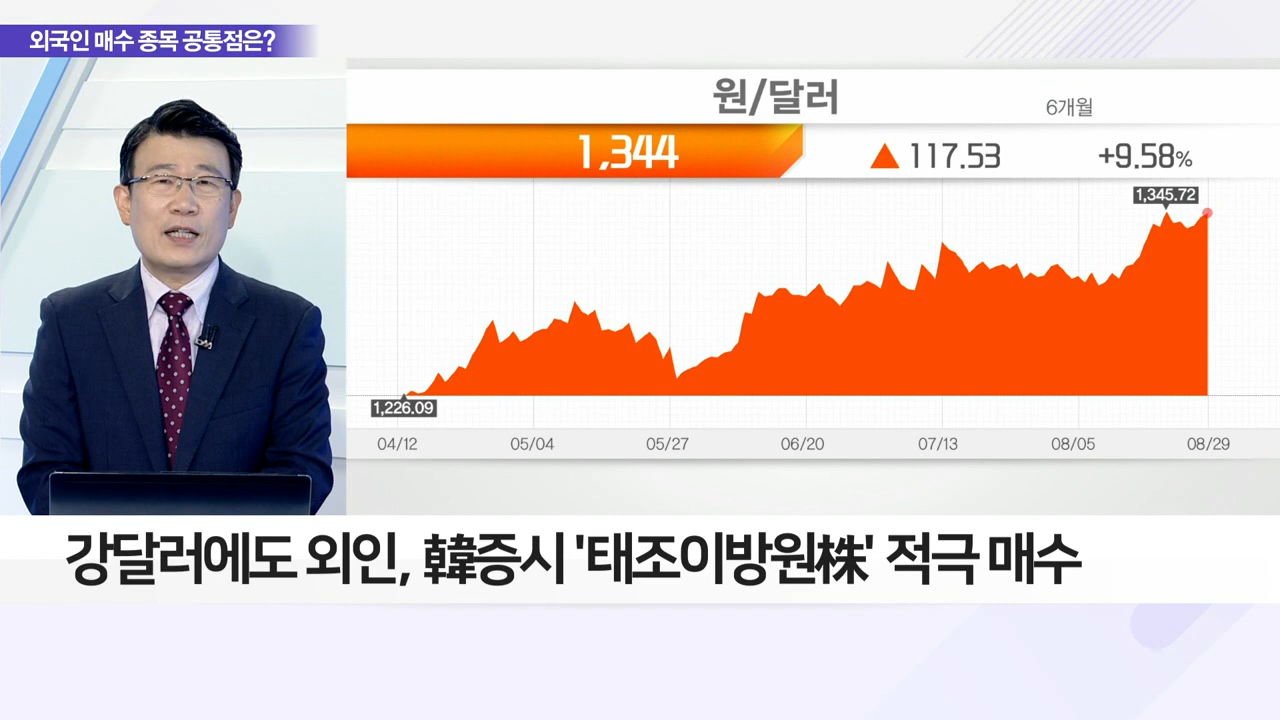 외국인 매수 종목 공통점은?
원/달러
6개월
1,344 ▲ 117.53 +9.58%
1,345.72
1,226.09
04/12 05/04 05/27 06/20 07/13 08/05 08/29
강달러에도 외인, 韓증시 '태조이방원株' 적극 매수